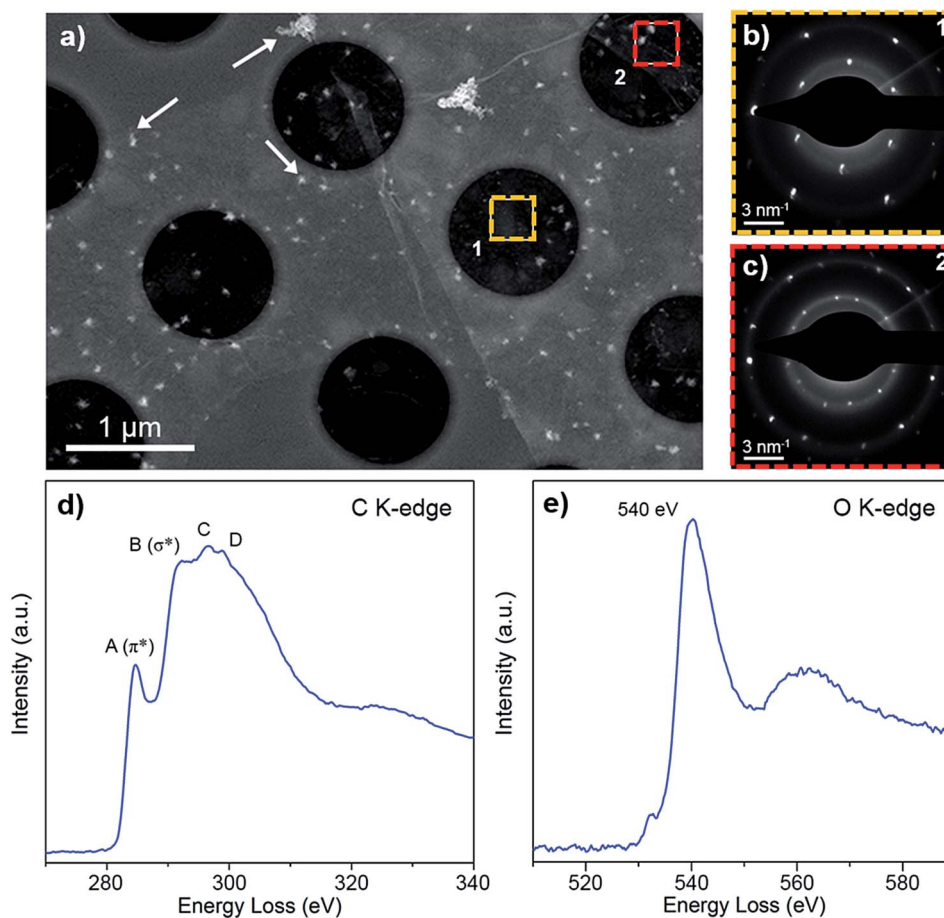 a)
2
1
1 µm
b)
1
3 nm⁻¹
c)
2
3 nm⁻¹
d)
C K-edge
C
B (σ*)
D
A (π*)
Intensity (a.u.)
280 300 320 340
Energy Loss (eV)
e)
O K-edge
540 eV
Intensity (a.u.)
520 540 560 580
Energy Loss (eV)